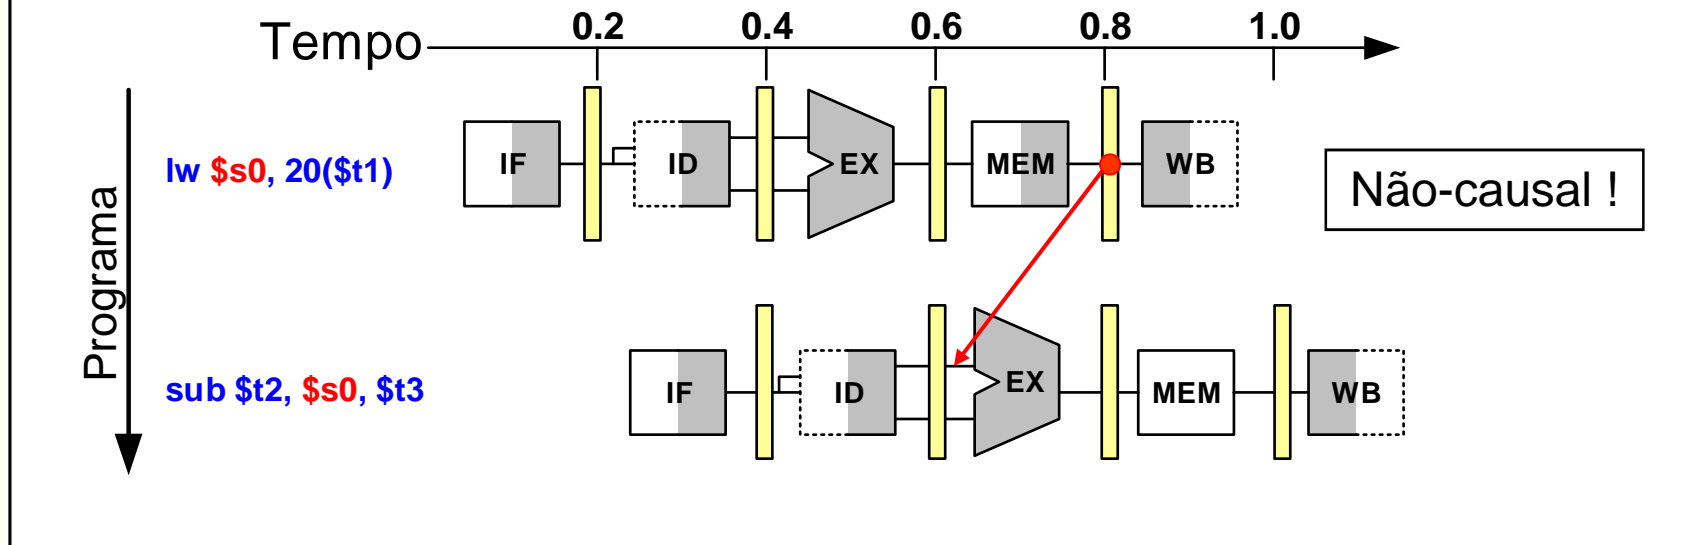 Tempo 0.2 0.4 0.6 0.8 1.0
Programa
lw $s0, 20($t1) IF ID EX MEM WB
Não-causal !
sub $t2, $s0, $t3 IF ID EX MEM WB